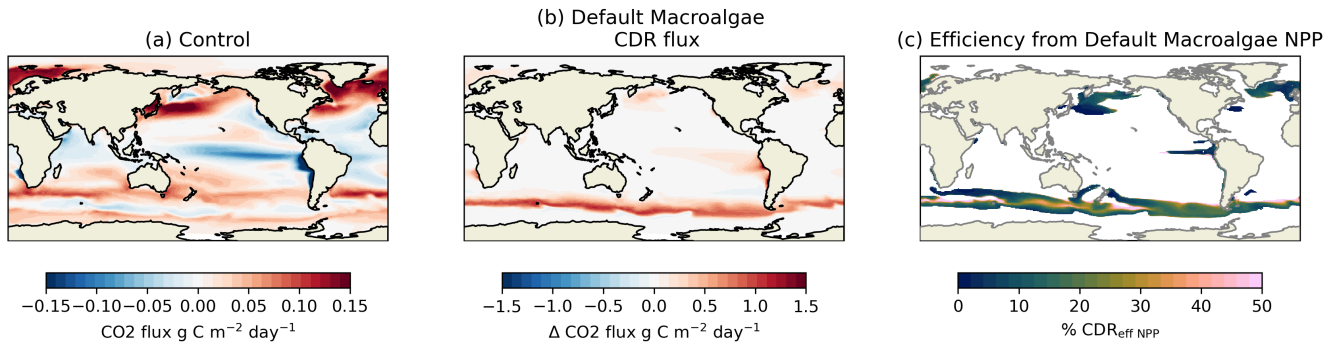 (a) Control
−0.15 −0.10 −0.05 0.00 0.05 0.10 0.15
CO2 flux g C m⁻² day⁻¹
(b) Default Macroalgae
CDR flux
−1.5 −1.0 −0.5 0.0 0.5 1.0 1.5
Δ CO2 flux g C m⁻² day⁻¹
(c) Efficiency from Default Macroalgae NPP
0 10 20 30 40 50
% CDR_eff NPP